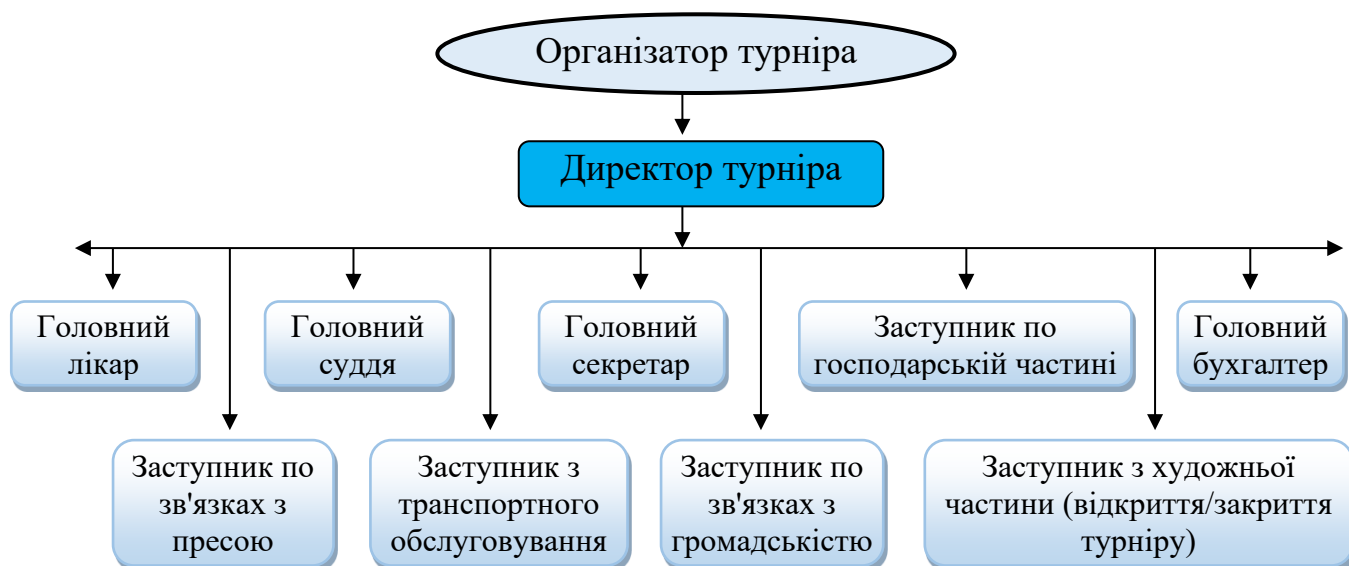 Організатор турніра
Директор турніра
Головний
лікар
Головний
суддя
Головний
секретар
Заступник по
господарській частині
Головний
бухгалтер
Заступник по
зв'язках з
пресою
Заступник з
транспортного
обслуговування
Заступник по
зв'язках з
громадськістю
Заступник з художньої
частини (відкриття/закриття
турніру)